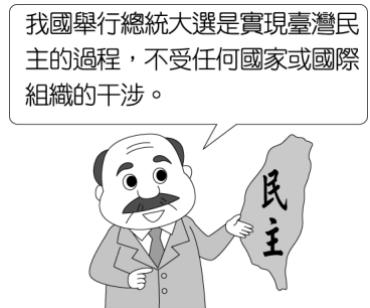 我國舉行總統大選是實現臺灣民
主的過程，不受任何國家或國際
組織的干涉。
民
主